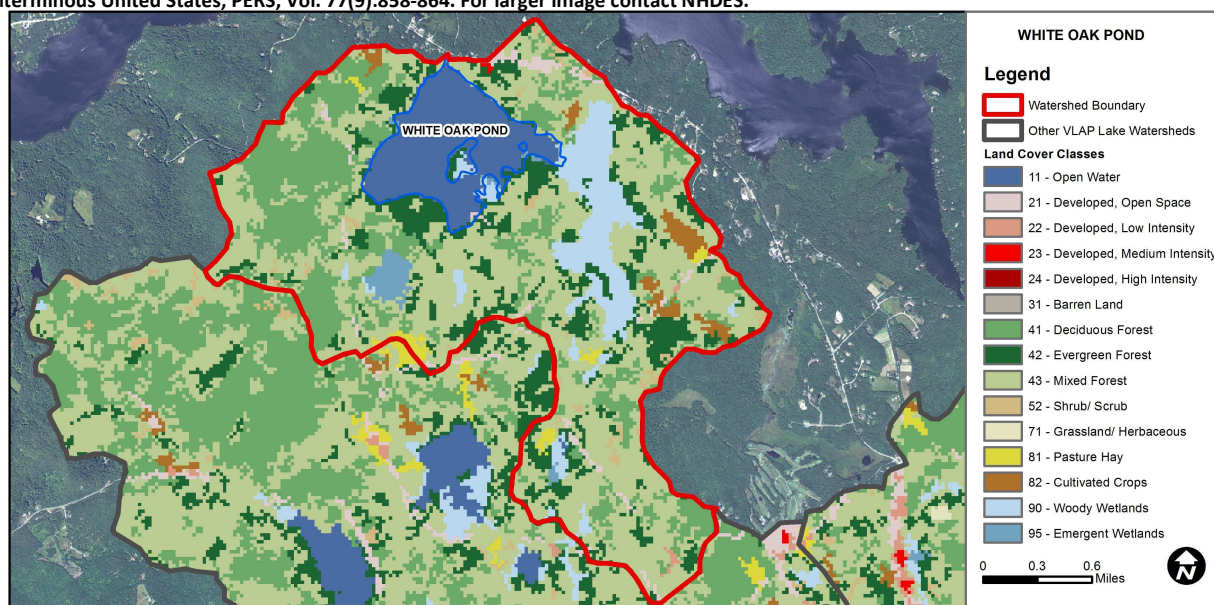 nterminous United States, PERS, Vol. 77(9):858-864. For larger image contact NHDES.
WHITE OAK POND
WHITE OAK POND
Legend
Watershed Boundary
Other VLAP Lake Watersheds
Land Cover Classes
11 - Open Water
21 - Developed, Open Space
22 - Developed, Low Intensity
23 - Developed, Medium Intensity
24 - Developed, High Intensity
31 - Barren Land
41 - Deciduous Forest
42 - Evergreen Forest
43 - Mixed Forest
52 - Shrub/ Scrub
71 - Grassland/ Herbaceous
81 - Pasture Hay
82 - Cultivated Crops
90 - Woody Wetlands
95 - Emergent Wetlands
0 0.3 0.6
Miles
N